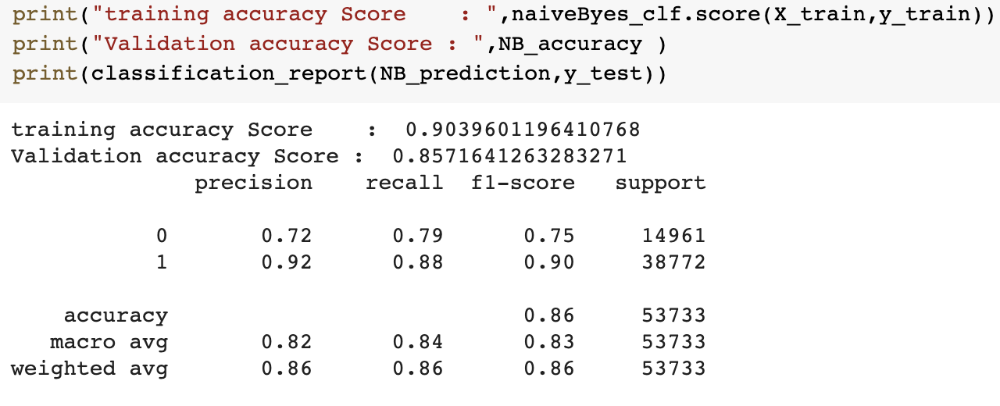 print("training accuracy Score    : ",naiveByes_clf.score(X_train,y_train))
print("Validation accuracy Score : ",NB_accuracy )
print(classification_report(NB_prediction,y_test))
training accuracy Score    :  0.9039601196410768
Validation accuracy Score :  0.8571641263283271
              precision    recall  f1-score   support
           0       0.72      0.79      0.75     14961
           1       0.92      0.88      0.90     38772
    accuracy                           0.86     53733
   macro avg       0.82      0.84      0.83     53733
weighted avg       0.86      0.86      0.86     53733